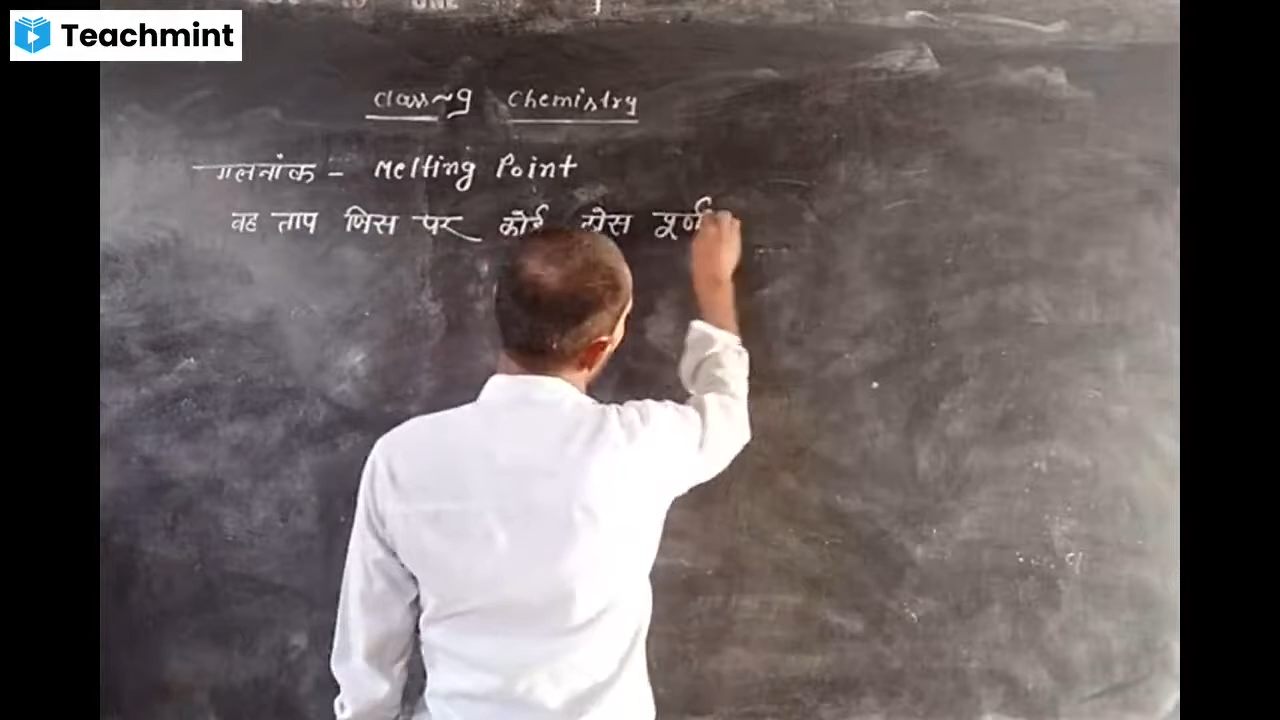 Teachmint
class~9 Chemistry
गलनांक - Melting Point
वह ताप जिस पर कोई ठोस पूर्ण